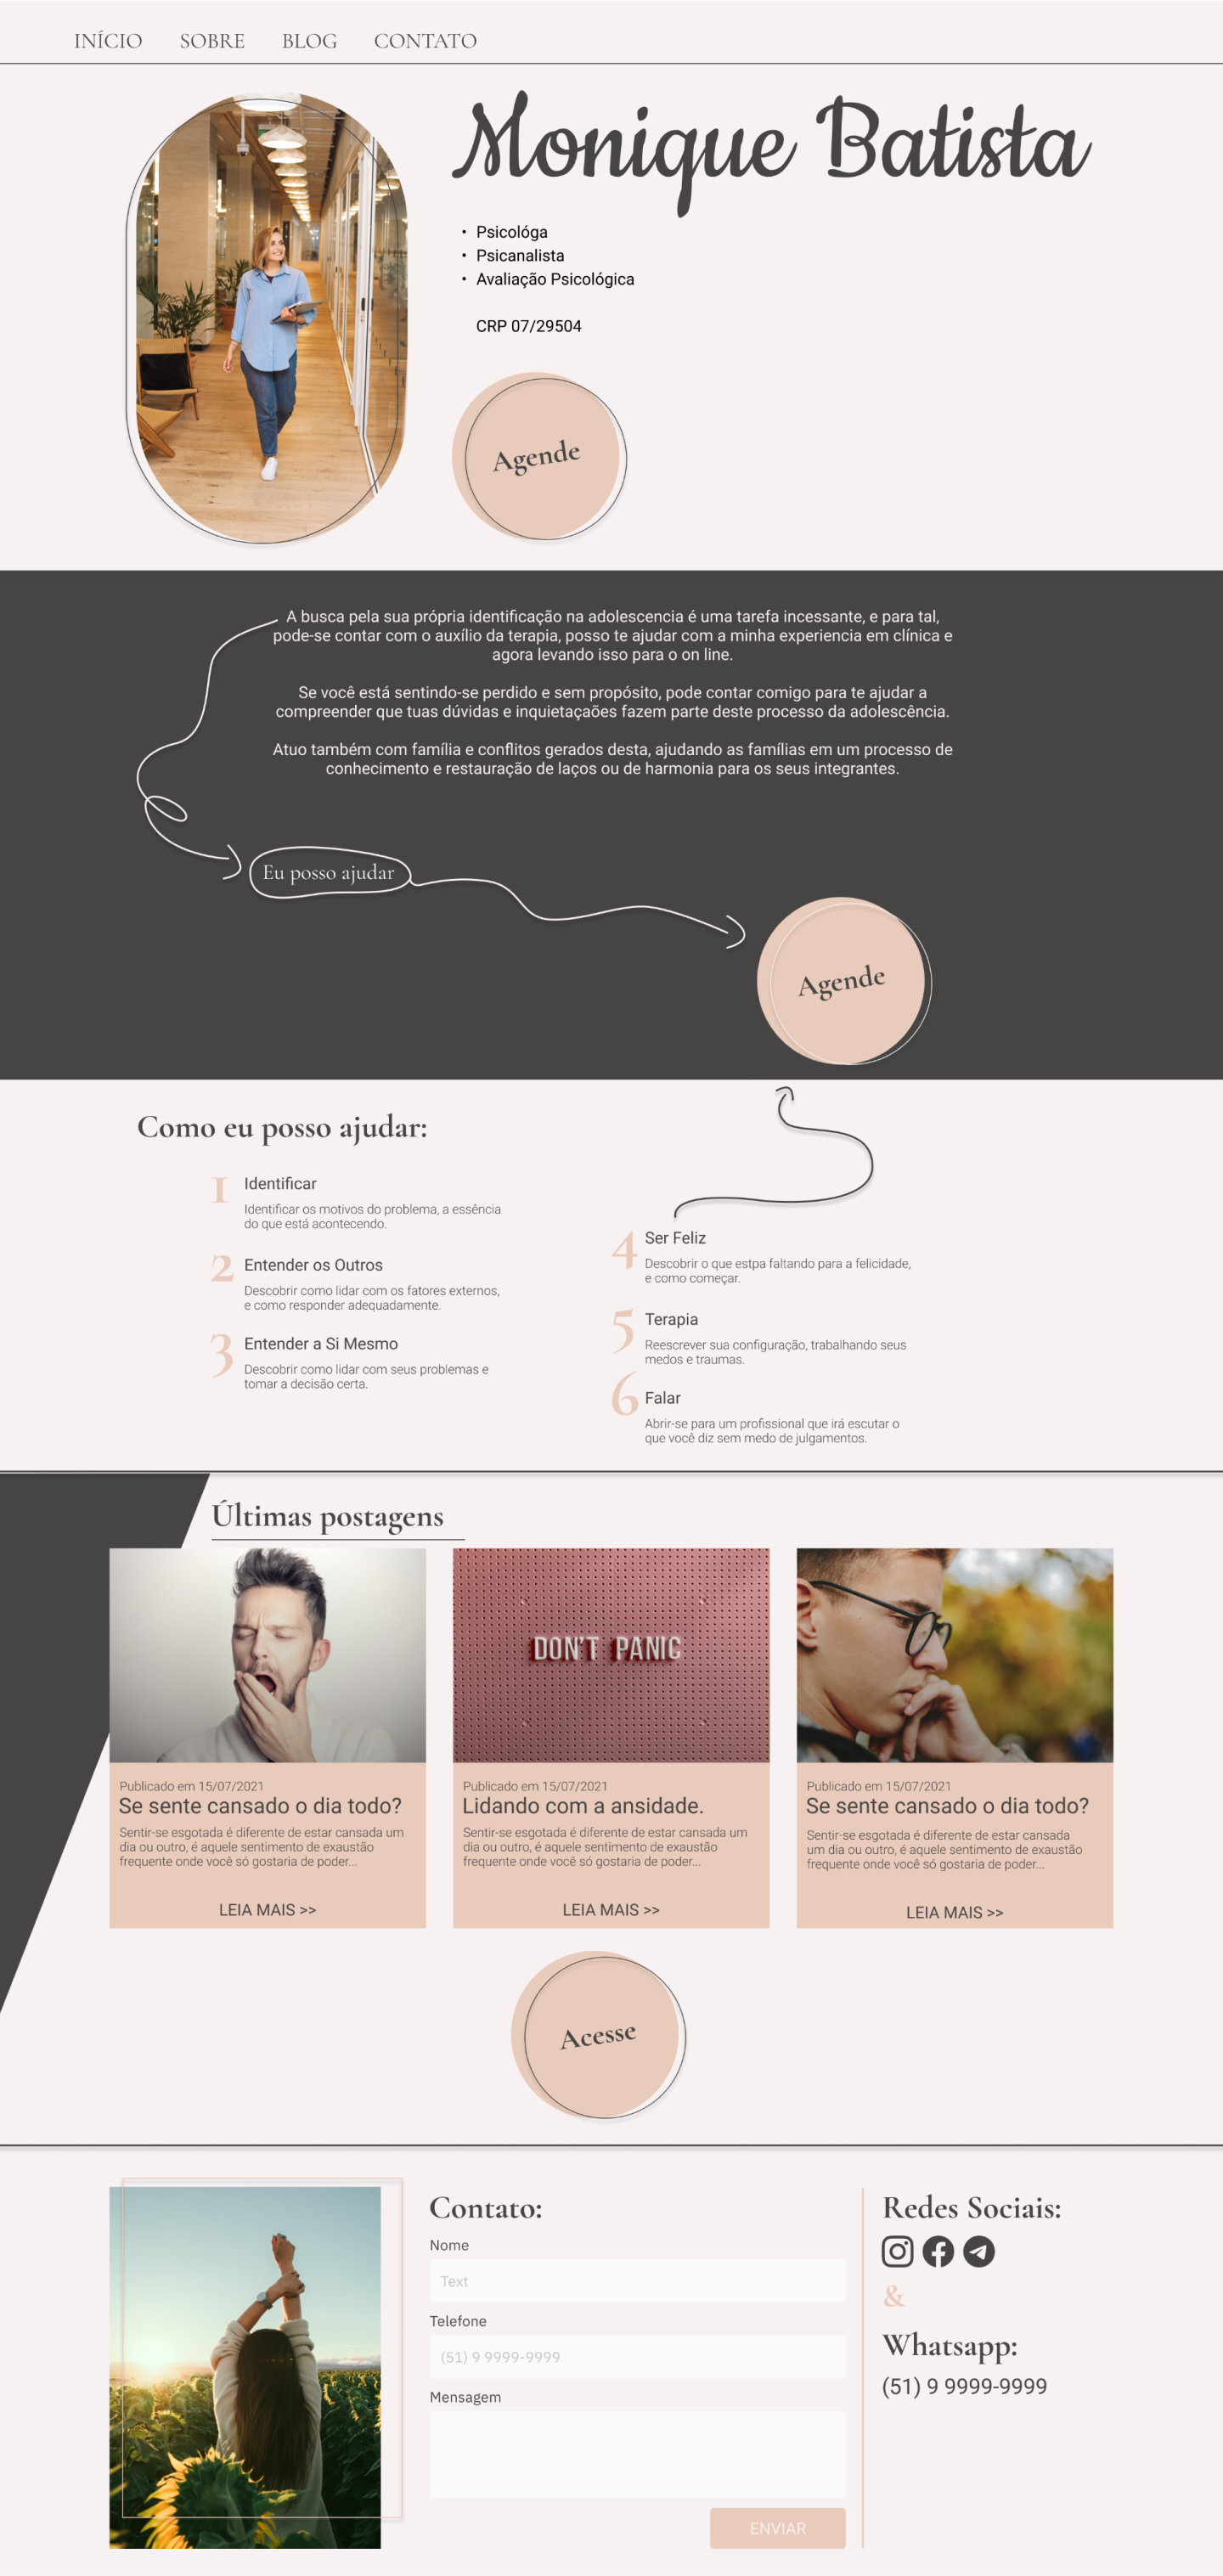 INÍCIO SOBRE BLOG CONTATO
Monique Batista
• Psicológa
• Psicanalista
• Avaliação Psicológica
CRP 07/29504
Agende
A busca pela sua própria identificação na adolescencia é uma tarefa incessante, e para tal,
pode-se contar com o auxílio da terapia, posso te ajudar com a minha experiencia em clínica e
agora levando isso para o on line.
Se você está sentindo-se perdido e sem propósito, pode contar comigo para te ajudar a
compreender que tuas dúvidas e inquietaçaões fazem parte deste processo da adolescência.
Atuo também com família e conflitos gerados desta, ajudando as famílias em um processo de
conhecimento e restauração de laços ou de harmonia para os seus integrantes.
Eu posso ajudar
Agende
Como eu posso ajudar:
1 Identificar
Identificar os motivos do problema, a essência
do que está acontecendo.
2 Entender os Outros
Descobrir como lidar com os fatores externos,
e como responder adequadamente.
3 Entender a Si Mesmo
Descobrir como lidar com seus problemas e
tomar a decisão certa.
4 Ser Feliz
Descobrir o que estpa faltando para a felicidade,
e como começar.
5 Terapia
Reescrever sua configuração, trabalhando seus
medos e traumas.
6 Falar
Abrir-se para um profissional que irá escutar o
que você diz sem medo de julgamentos.
Últimas postagens
Publicado em 15/07/2021
Se sente cansado o dia todo?
Sentir-se esgotada é diferente de estar cansada um
dia ou outro, é aquele sentimento de exaustão
frequente onde você só gostaria de poder...
LEIA MAIS >>
DON'T PANIC
Publicado em 15/07/2021
Lidando com a ansidade.
Sentir-se esgotada é diferente de estar cansada um
dia ou outro, é aquele sentimento de exaustão
frequente onde você só gostaria de poder...
LEIA MAIS >>
Publicado em 15/07/2021
Se sente cansado o dia todo?
Sentir-se esgotada é diferente de estar cansada
um dia ou outro, é aquele sentimento de exaustão
frequente onde você só gostaria de poder...
LEIA MAIS >>
Acesse
Contato:
Nome
Text
Telefone
(51) 9 9999-9999
Mensagem
ENVIAR
Redes Sociais:
&
Whatsapp:
(51) 9 9999-9999